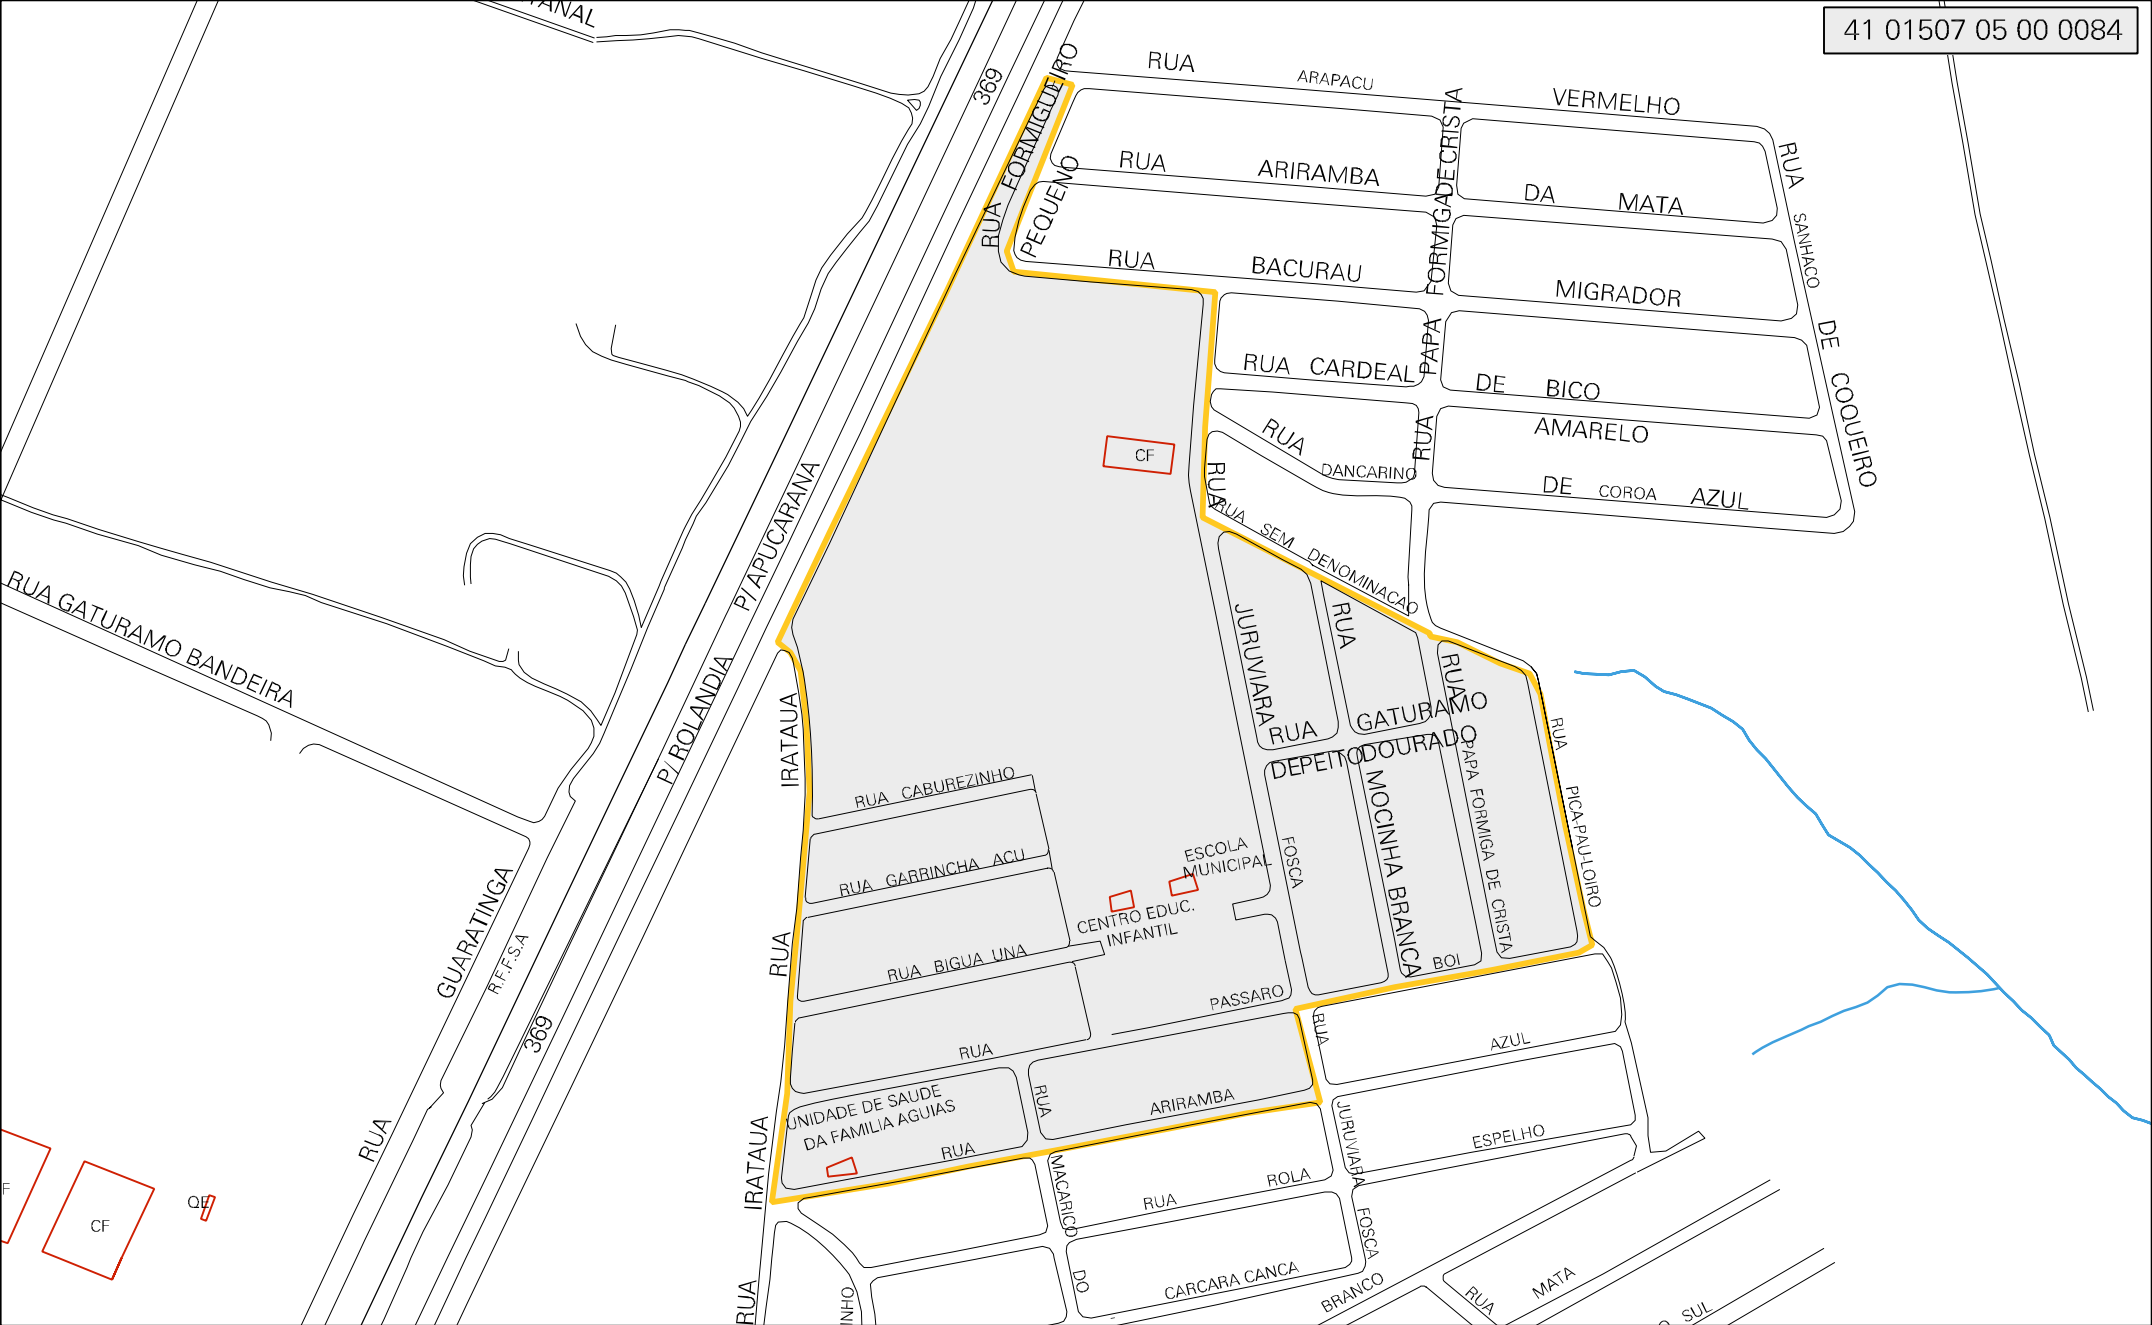 41 01507 05 00 0084
ANAL
369
RUA FORMIGUEIRO
PEQUENO
RUA ARAPACU VERMELHO
RUA ARIRAMBA DA MATA
RUA BACURAU MIGRADOR
RUA CARDEAL DE BICO
AMARELO
RUA DANCARINO DE COROA AZUL
RUA PAPA FORMIGA DE CRISTA
RUA SANHACO DE COQUEIRO
CF
RUA
RUA SEM DENOMINACAO
JURUVIARA
RUA
RUA
RUA GATURAMO
DEPEITO DOURADO
MOCINHA BRANCA
PAPA FORMIGA DE CRISTA
RUA PICA-PAU-LOIRO
FOSCA
P/ APUCARANA
P/ ROLANDIA
RUA GATURAMO BANDEIRA
IRATAUA
RUA CABUREZINHO
RUA GARRINCHA ACU
RUA BIGUA UNA
ESCOLA
MUNICIPAL
CENTRO EDUC.
INFANTIL
RUA PASSARO BOI
RUA
GUARATINGA
R.F.F.S.A
369
RUA
UNIDADE DE SAUDE
DA FAMILIA AGUIAS
RUA ARIRAMBA
AZUL
RUA
RUA
JURUVIARA
FOSCA
ESPELHO
MACARICO
DO
RUA ROLA
CARCARA CANCA
IRATAUA
RUA
INHO
BRANCO
RUA
MATA
SUL
F
CF
QE